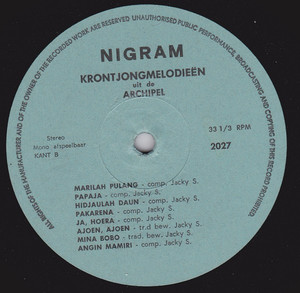 ALL RIGHTS OF THE MANUFACTURER AND OF THE OWNER OF THE RECORDED WORK ARE RESERVED UNAUTHORISED PUBLIC PERFORMANCE, BROADCASTING AND COPYING OF THIS RECORD PROHIBITED.
NIGRAM
KRONTJONGMELODIEËN
uit de
ARCHIPEL
Stereo
Mono afspeelbaar
KANT B
33 1/3 RPM
2027
MARILAH PULANG - comp. Jacky S.
PAPAJA - comp. Jacky S.
HIDJAULAH DAUN - comp. Jacky S.
PAKARENA - comp. Jacky S.
JA, HOERA - comp. Jacky S.
AJOEN, AJOEN - trd bew. Jacky S.
MINA BOBO - trad. bew. Jacky S.
ANGIN MAMIRI - comp. Jacky S.